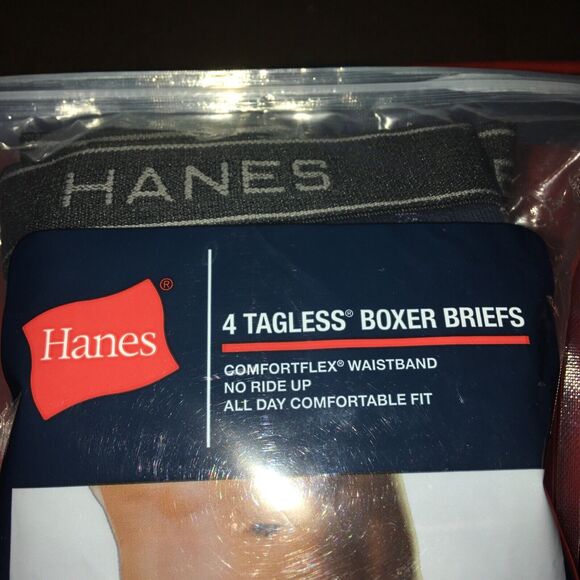 HANES
Hanes®
4 TAGLESS® BOXER BRIEFS
COMFORTFLEX® WAISTBAND
NO RIDE UP
ALL DAY COMFORTABLE FIT